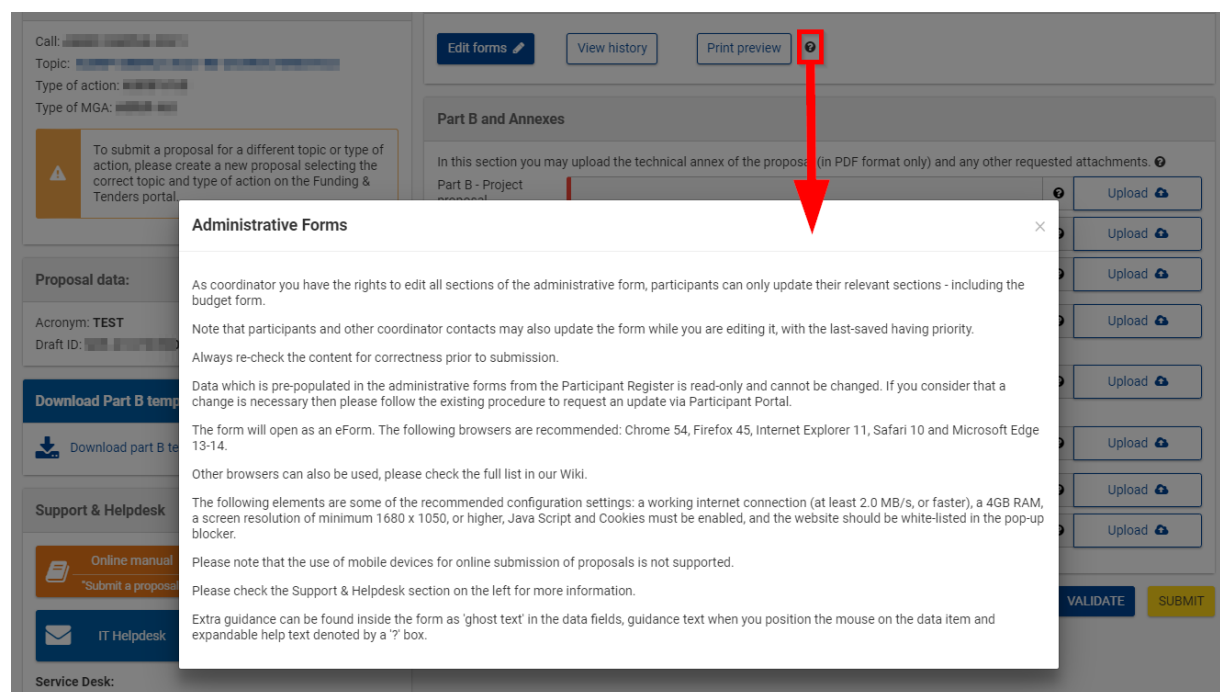 Call:
Topic:
Type of action:
Type of MGA:
To submit a proposal for a different topic or type of
action, please create a new proposal selecting the
correct topic and type of action on the Funding &
Tenders portal.
Proposal data:
Acronym: TEST
Draft ID:
Download Part B temp
Download part B te
Support & Helpdesk
Online manual
"Submit a proposal
IT Helpdesk
Service Desk:
Edit forms
View history
Print preview
Part B and Annexes
In this section you may upload the technical annex of the proposal (in PDF format only) and any other requested attachments.
Part B - Project
proposal
Upload
Upload
Upload
Upload
Upload
Upload
Upload
Upload
VALIDATE
SUBMIT
Administrative Forms
As coordinator you have the rights to edit all sections of the administrative form, participants can only update their relevant sections - including the
budget form.
Note that participants and other coordinator contacts may also update the form while you are editing it, with the last-saved having priority.
Always re-check the content for correctness prior to submission.
Data which is pre-populated in the administrative forms from the Participant Register is read-only and cannot be changed. If you consider that a
change is necessary then please follow the existing procedure to request an update via Participant Portal.
The form will open as an eForm. The following browsers are recommended: Chrome 54, Firefox 45, Internet Explorer 11, Safari 10 and Microsoft Edge
13-14.
Other browsers can also be used, please check the full list in our Wiki.
The following elements are some of the recommended configuration settings: a working internet connection (at least 2.0 MB/s, or faster), a 4GB RAM,
a screen resolution of minimum 1680 x 1050, or higher, Java Script and Cookies must be enabled, and the website should be white-listed in the pop-up
blocker.
Please note that the use of mobile devices for online submission of proposals is not supported.
Please check the Support & Helpdesk section on the left for more information.
Extra guidance can be found inside the form as 'ghost text' in the data fields, guidance text when you position the mouse on the data item and
expandable help text denoted by a '?' box.